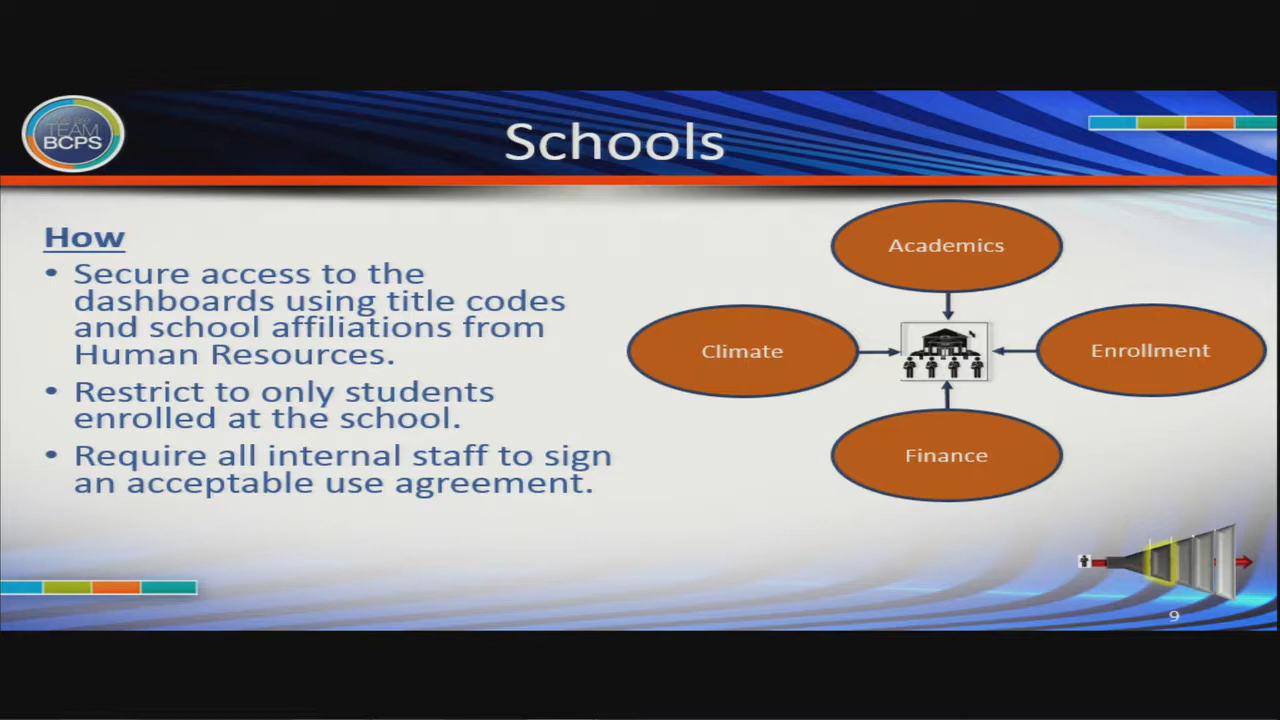 TEAM
BCPS
Schools
How
• Secure access to the
dashboards using title codes
and school affiliations from
Human Resources.
• Restrict to only students
enrolled at the school.
• Require all internal staff to sign
an acceptable use agreement.
Academics
Climate
Enrollment
Finance
9